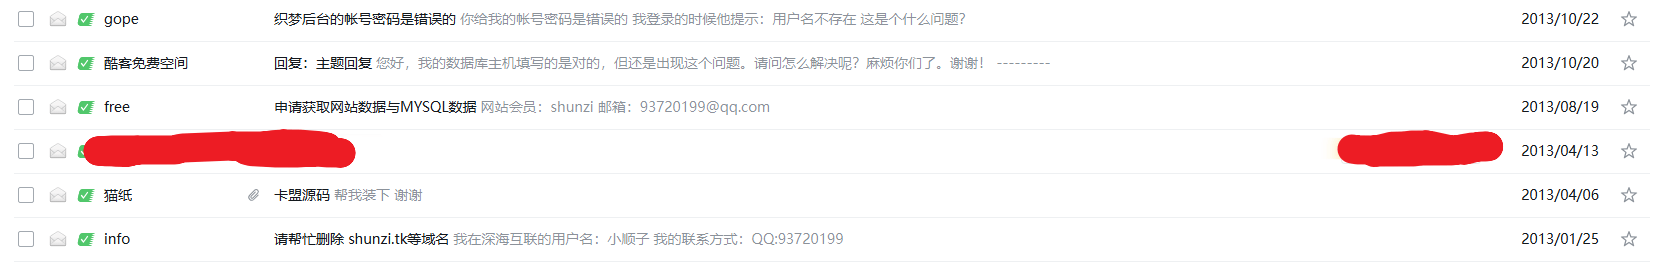 gope 织梦后台的帐号密码是错误的 你给我的帐号密码是错误的 我登录的时候他提示：用户名不存在 这是个什么问题？ 2013/10/22
酷客免费空间 回复：主题回复 您好，我的数据库主机填写的是对的，但还是出现这个问题。请问怎么解决呢？麻烦你们了。谢谢！ --------- 2013/10/20
free 申请获取网站数据与MYSQL数据 网站会员：shunzi 邮箱：93720199@qq.com 2013/08/19
2013/04/13
猫纸 卡盟源码 帮我装下 谢谢 2013/04/06
info 请帮忙删除 shunzi.tk等域名 我在深海互联的用户名：小顺子 我的联系方式：QQ:93720199 2013/01/25